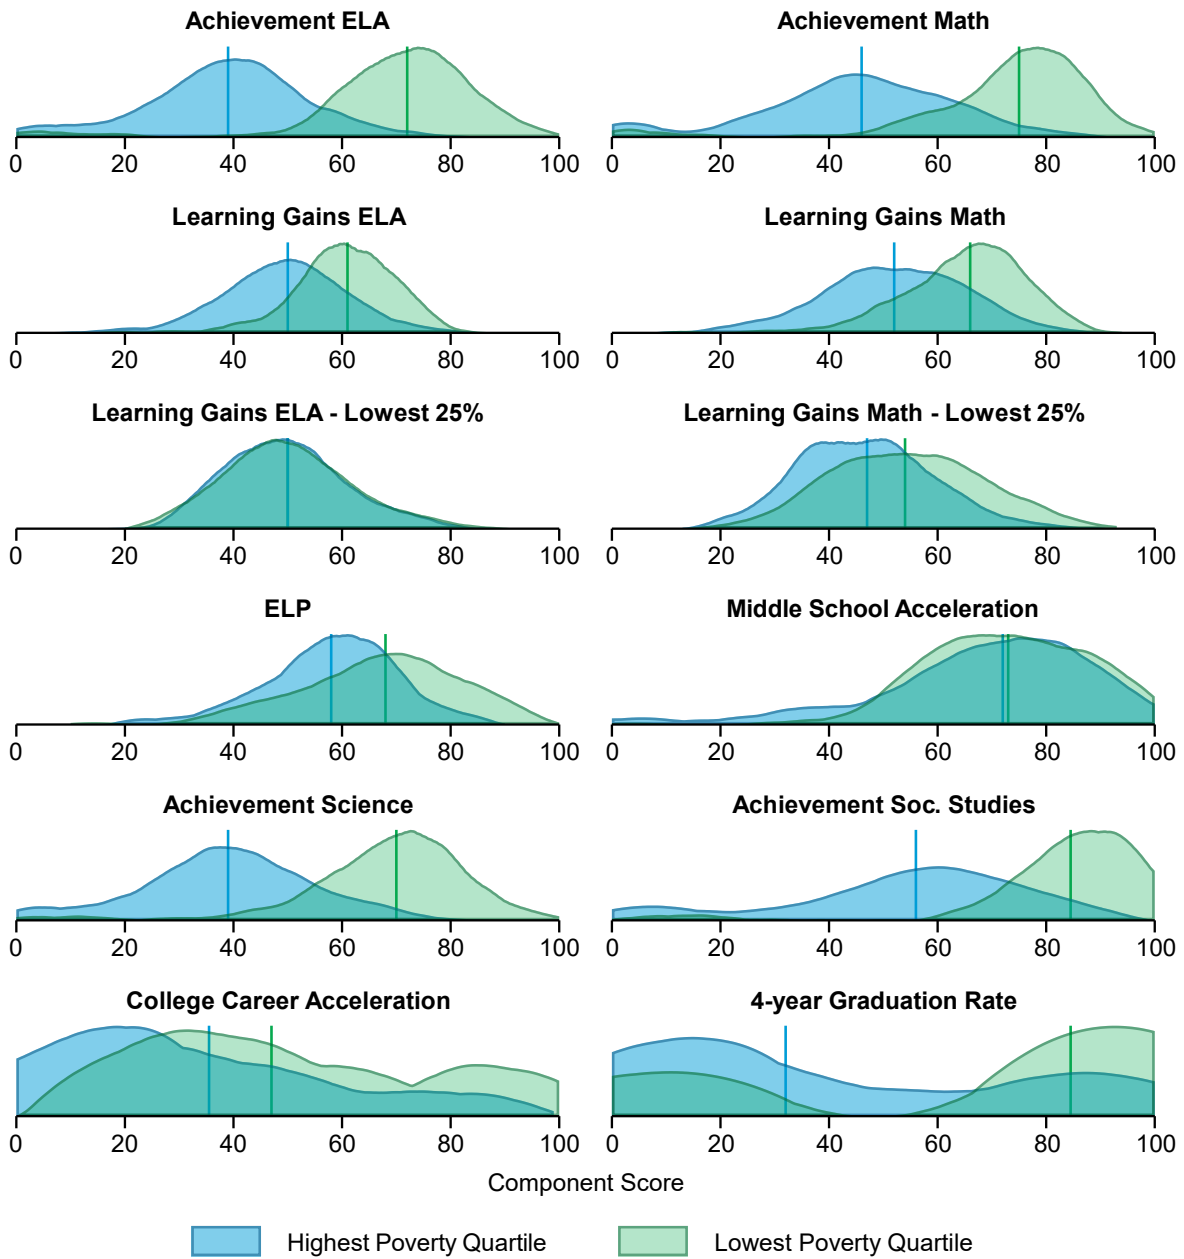 Achievement ELA
0 20 40 60 80 100
Achievement Math
0 20 40 60 80 100
Learning Gains ELA
0 20 40 60 80 100
Learning Gains Math
0 20 40 60 80 100
Learning Gains ELA - Lowest 25%
0 20 40 60 80 100
Learning Gains Math - Lowest 25%
0 20 40 60 80 100
ELP
0 20 40 60 80 100
Middle School Acceleration
0 20 40 60 80 100
Achievement Science
0 20 40 60 80 100
Achievement Soc. Studies
0 20 40 60 80 100
College Career Acceleration
0 20 40 60 80 100
4-year Graduation Rate
0 20 40 60 80 100
Component Score
Highest Poverty Quartile
Lowest Poverty Quartile